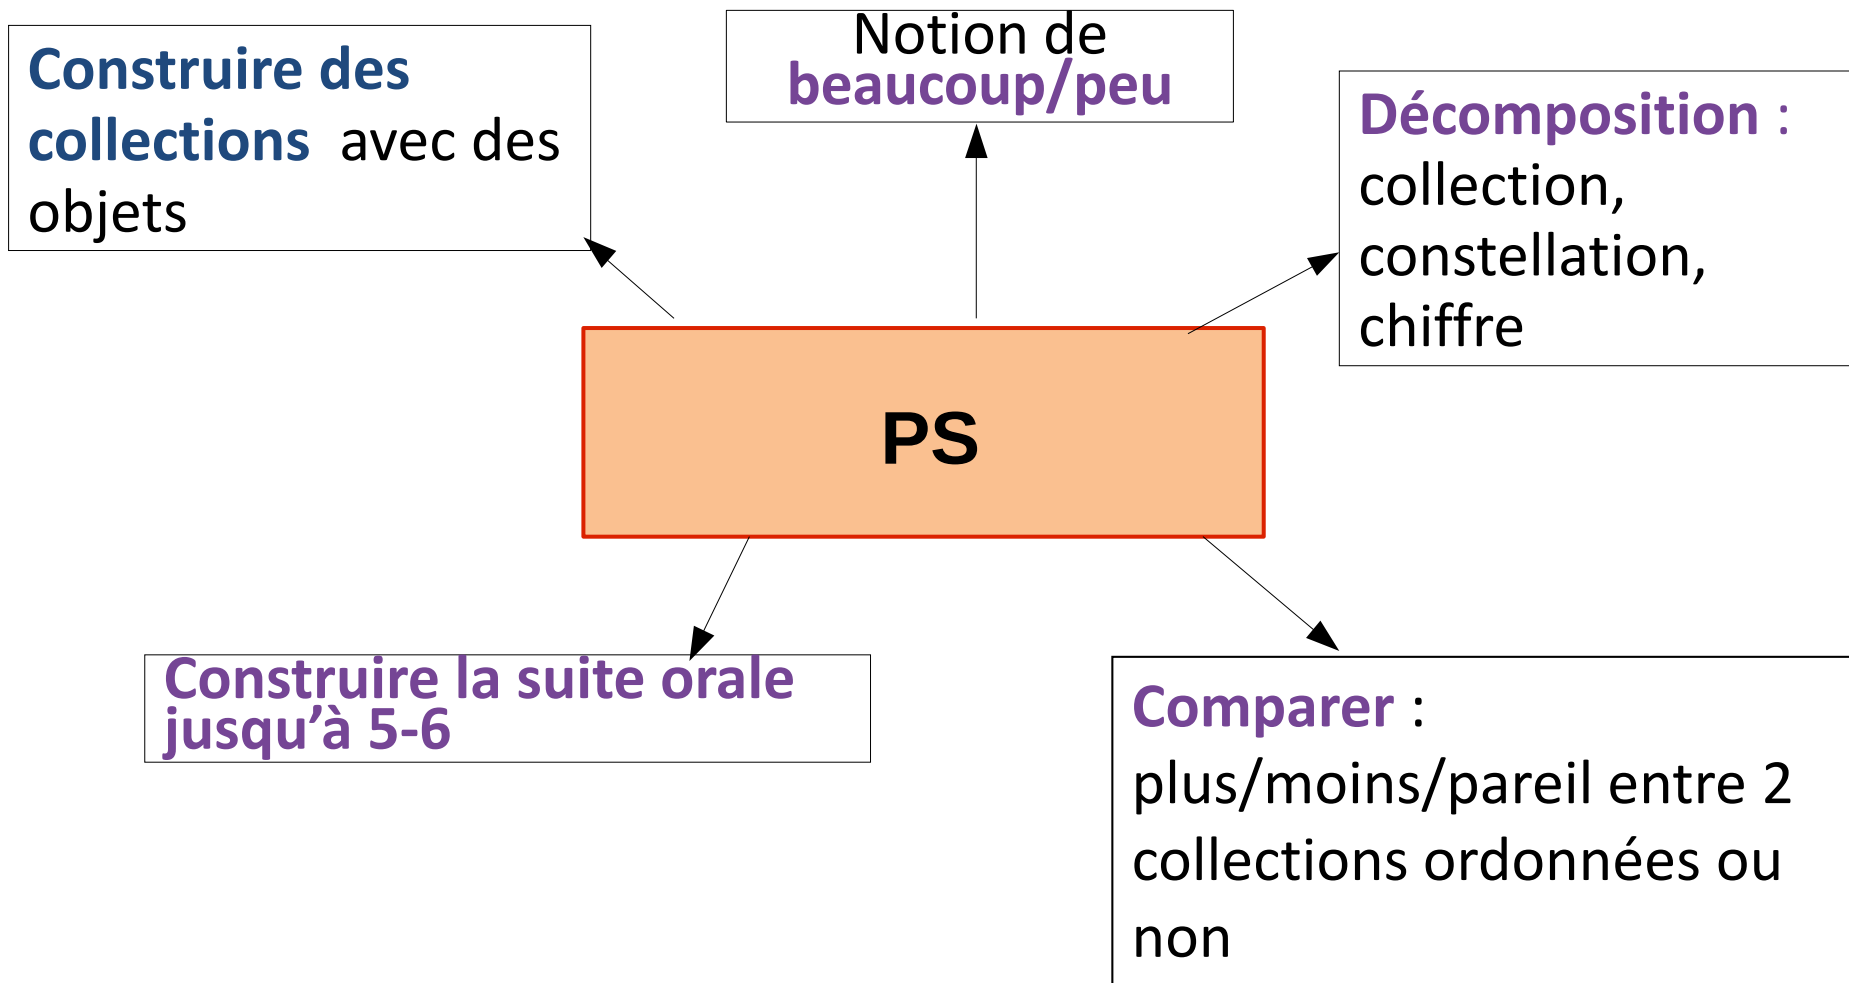 Construire des
collections avec des
objets
Notion de
beaucoup/peu
Décomposition :
collection,
constellation,
chiffre
PS
Construire la suite orale
jusqu’à 5-6
Comparer :
plus/moins/pareil entre 2
collections ordonnées ou
non